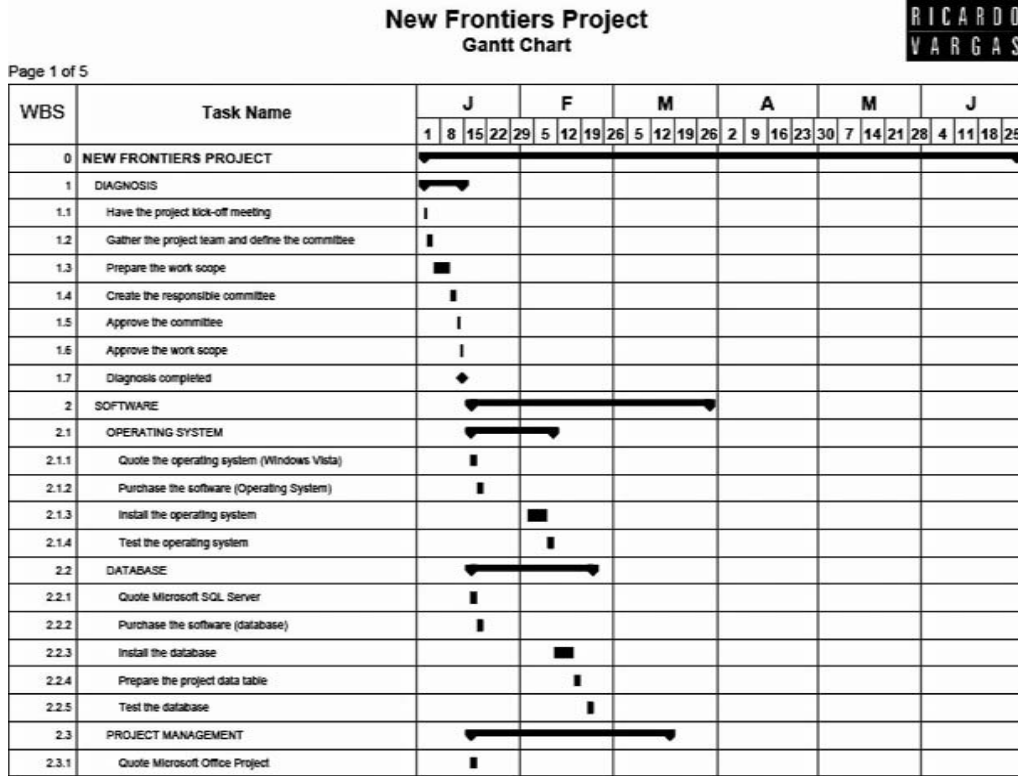 New Frontiers Project
Gantt Chart
RICARDO
VARGAS
Page 1 of 5
WBS Task Name J F M A M J
1 8 15 22 29 5 12 19 26 5 12 19 26 2 9 16 23 30 7 14 21 28 4 11 18 25
0 NEW FRONTIERS PROJECT
1 DIAGNOSIS
1.1 Have the project kick-off meeting
1.2 Gather the project team and define the committee
1.3 Prepare the work scope
1.4 Create the responsible committee
1.5 Approve the committee
1.6 Approve the work scope
1.7 Diagnosis completed
2 SOFTWARE
2.1 OPERATING SYSTEM
2.1.1 Quote the operating system (Windows Vista)
2.1.2 Purchase the software (Operating System)
2.1.3 Install the operating system
2.1.4 Test the operating system
2.2 DATABASE
2.2.1 Quote Microsoft SQL Server
2.2.2 Purchase the software (database)
2.2.3 Install the database
2.2.4 Prepare the project data table
2.2.5 Test the database
2.3 PROJECT MANAGEMENT
2.3.1 Quote Microsoft Office Project